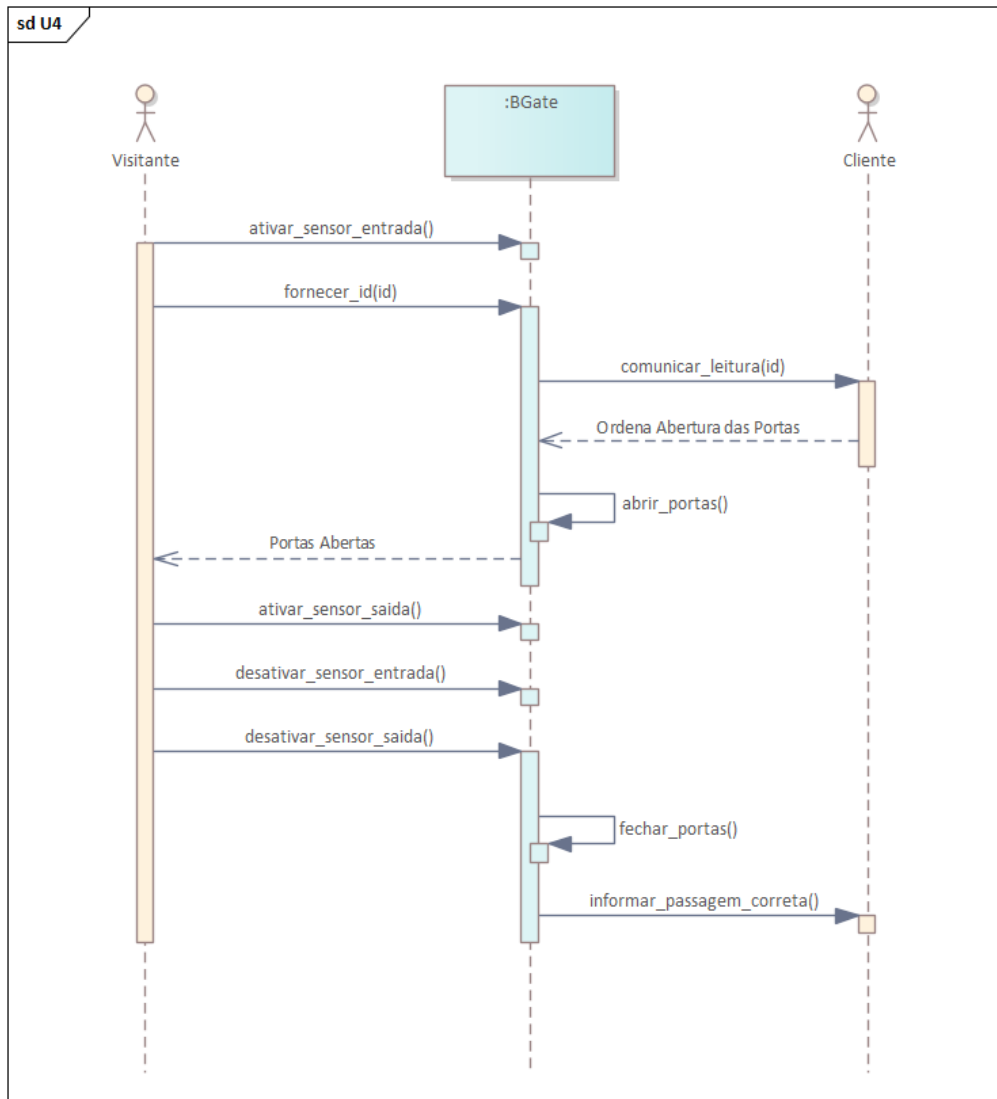 sd U4
:BGate
Visitante
Cliente
ativar_sensor_entrada()
fornecer_id(id)
comunicar_leitura(id)
Ordena Abertura das Portas
abrir_portas()
Portas Abertas
ativar_sensor_saida()
desativar_sensor_entrada()
desativar_sensor_saida()
fechar_portas()
informar_passagem_correta()